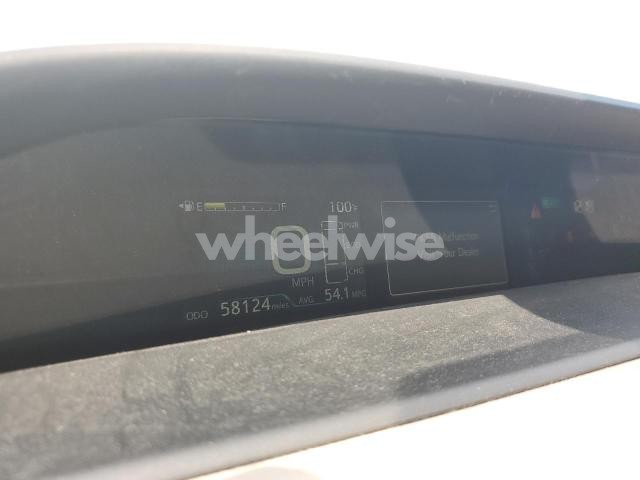 E F 100°F
PWR
wheelwise
Malfunction
Your Dealer
CHG
MPH
ODO 58124 miles AVG 54.1 MPG